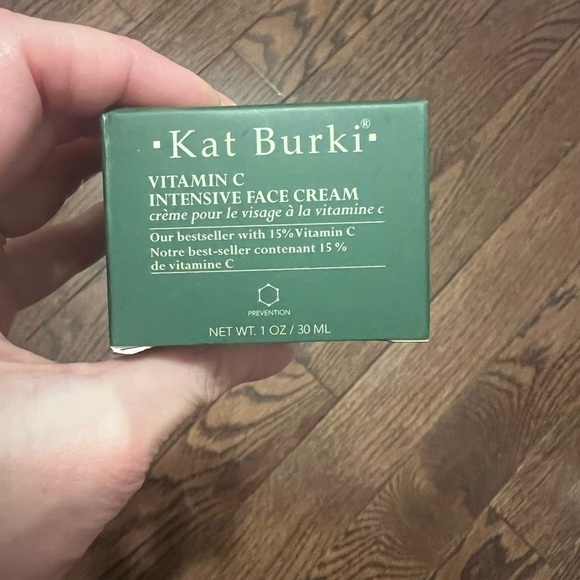 ·Kat Burki®·
VITAMIN C
INTENSIVE FACE CREAM
crème pour le visage à la vitamine c
Our bestseller with 15% Vitamin C
Notre best-seller contenant 15 %
de vitamine C
PREVENTION
NET WT. 1 OZ / 30 ML